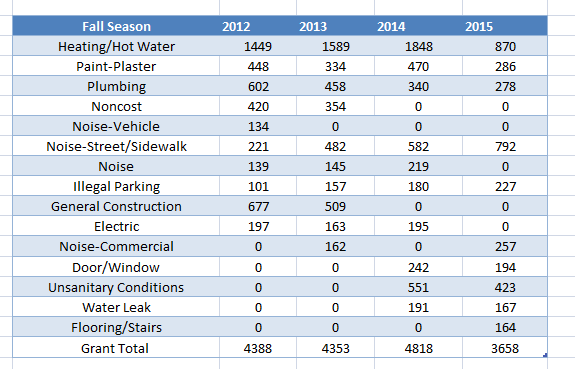 Fall Season 2012 2013 2014 2015
Heating/Hot Water 1449 1589 1848 870
Paint-Plaster 448 334 470 286
Plumbing 602 458 340 278
Noncost 420 354 0 0
Noise-Vehicle 134 0 0 0
Noise-Street/Sidewalk 221 482 582 792
Noise 139 145 219 0
Illegal Parking 101 157 180 227
General Construction 677 509 0 0
Electric 197 163 195 0
Noise-Commercial 0 162 0 257
Door/Window 0 0 242 194
Unsanitary Conditions 0 0 551 423
Water Leak 0 0 191 167
Flooring/Stairs 0 0 0 164
Grant Total 4388 4353 4818 3658